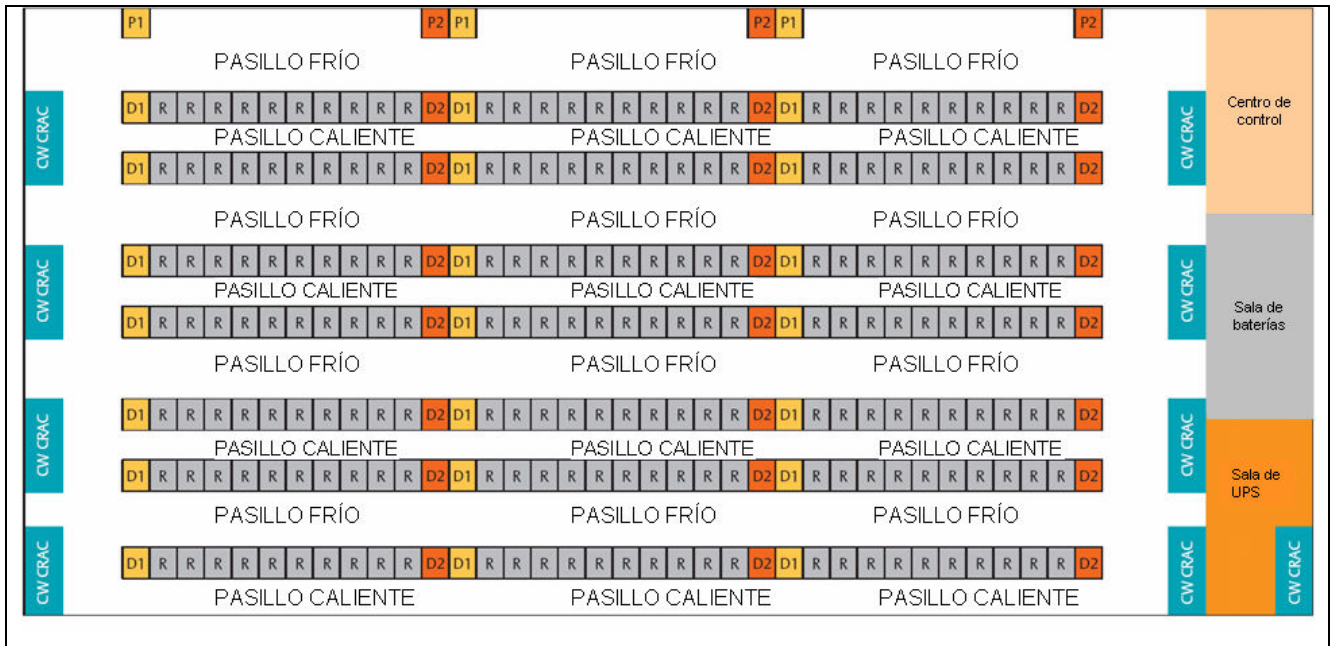 P1 P2 P1 P2 P1 P2
PASILLO FRÍO PASILLO FRÍO PASILLO FRÍO
D1 R R R R R R R R R R D2 D1 R R R R R R R R R R D2 D1 R R R R R R R R R R D2
PASILLO CALIENTE PASILLO CALIENTE PASILLO CALIENTE
D1 R R R R R R R R R R D2 D1 R R R R R R R R R R D2 D1 R R R R R R R R R R D2
CW CRAC
CW CRAC
Centro de
control
PASILLO FRÍO PASILLO FRÍO PASILLO FRÍO
D1 R R R R R R R R R R D2 D1 R R R R R R R R R R D2 D1 R R R R R R R R R R D2
PASILLO CALIENTE PASILLO CALIENTE PASILLO CALIENTE
D1 R R R R R R R R R R D2 D1 R R R R R R R R R R D2 D1 R R R R R R R R R R D2
CW CRAC
CW CRAC
Sala de
baterías
PASILLO FRÍO PASILLO FRÍO PASILLO FRÍO
D1 R R R R R R R R R R D2 D1 R R R R R R R R R R D2 D1 R R R R R R R R R R D2
PASILLO CALIENTE PASILLO CALIENTE PASILLO CALIENTE
D1 R R R R R R R R R R D2 D1 R R R R R R R R R R D2 D1 R R R R R R R R R R D2
CW CRAC
CW CRAC
Sala de
UPS
PASILLO FRÍO PASILLO FRÍO PASILLO FRÍO
D1 R R R R R R R R R R D2 D1 R R R R R R R R R R D2 D1 R R R R R R R R R R D2
PASILLO CALIENTE PASILLO CALIENTE PASILLO CALIENTE
CW CRAC
CW CRAC
CW CRAC